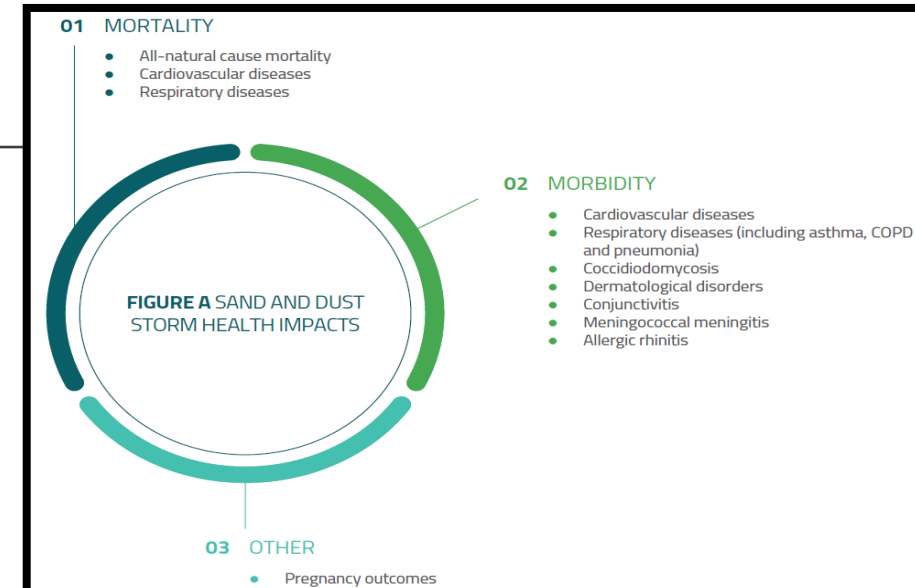 01 MORTALITY
All-natural cause mortality
Cardiovascular diseases
Respiratory diseases
02 MORBIDITY
Cardiovascular diseases
Respiratory diseases (including asthma, COPD
and pneumonia)
Coccidiodomycosis
Dermatological disorders
Conjunctivitis
Meningococcal meningitis
Allergic rhinitis
FIGURE A SAND AND DUST
STORM HEALTH IMPACTS
03 OTHER
Pregnancy outcomes